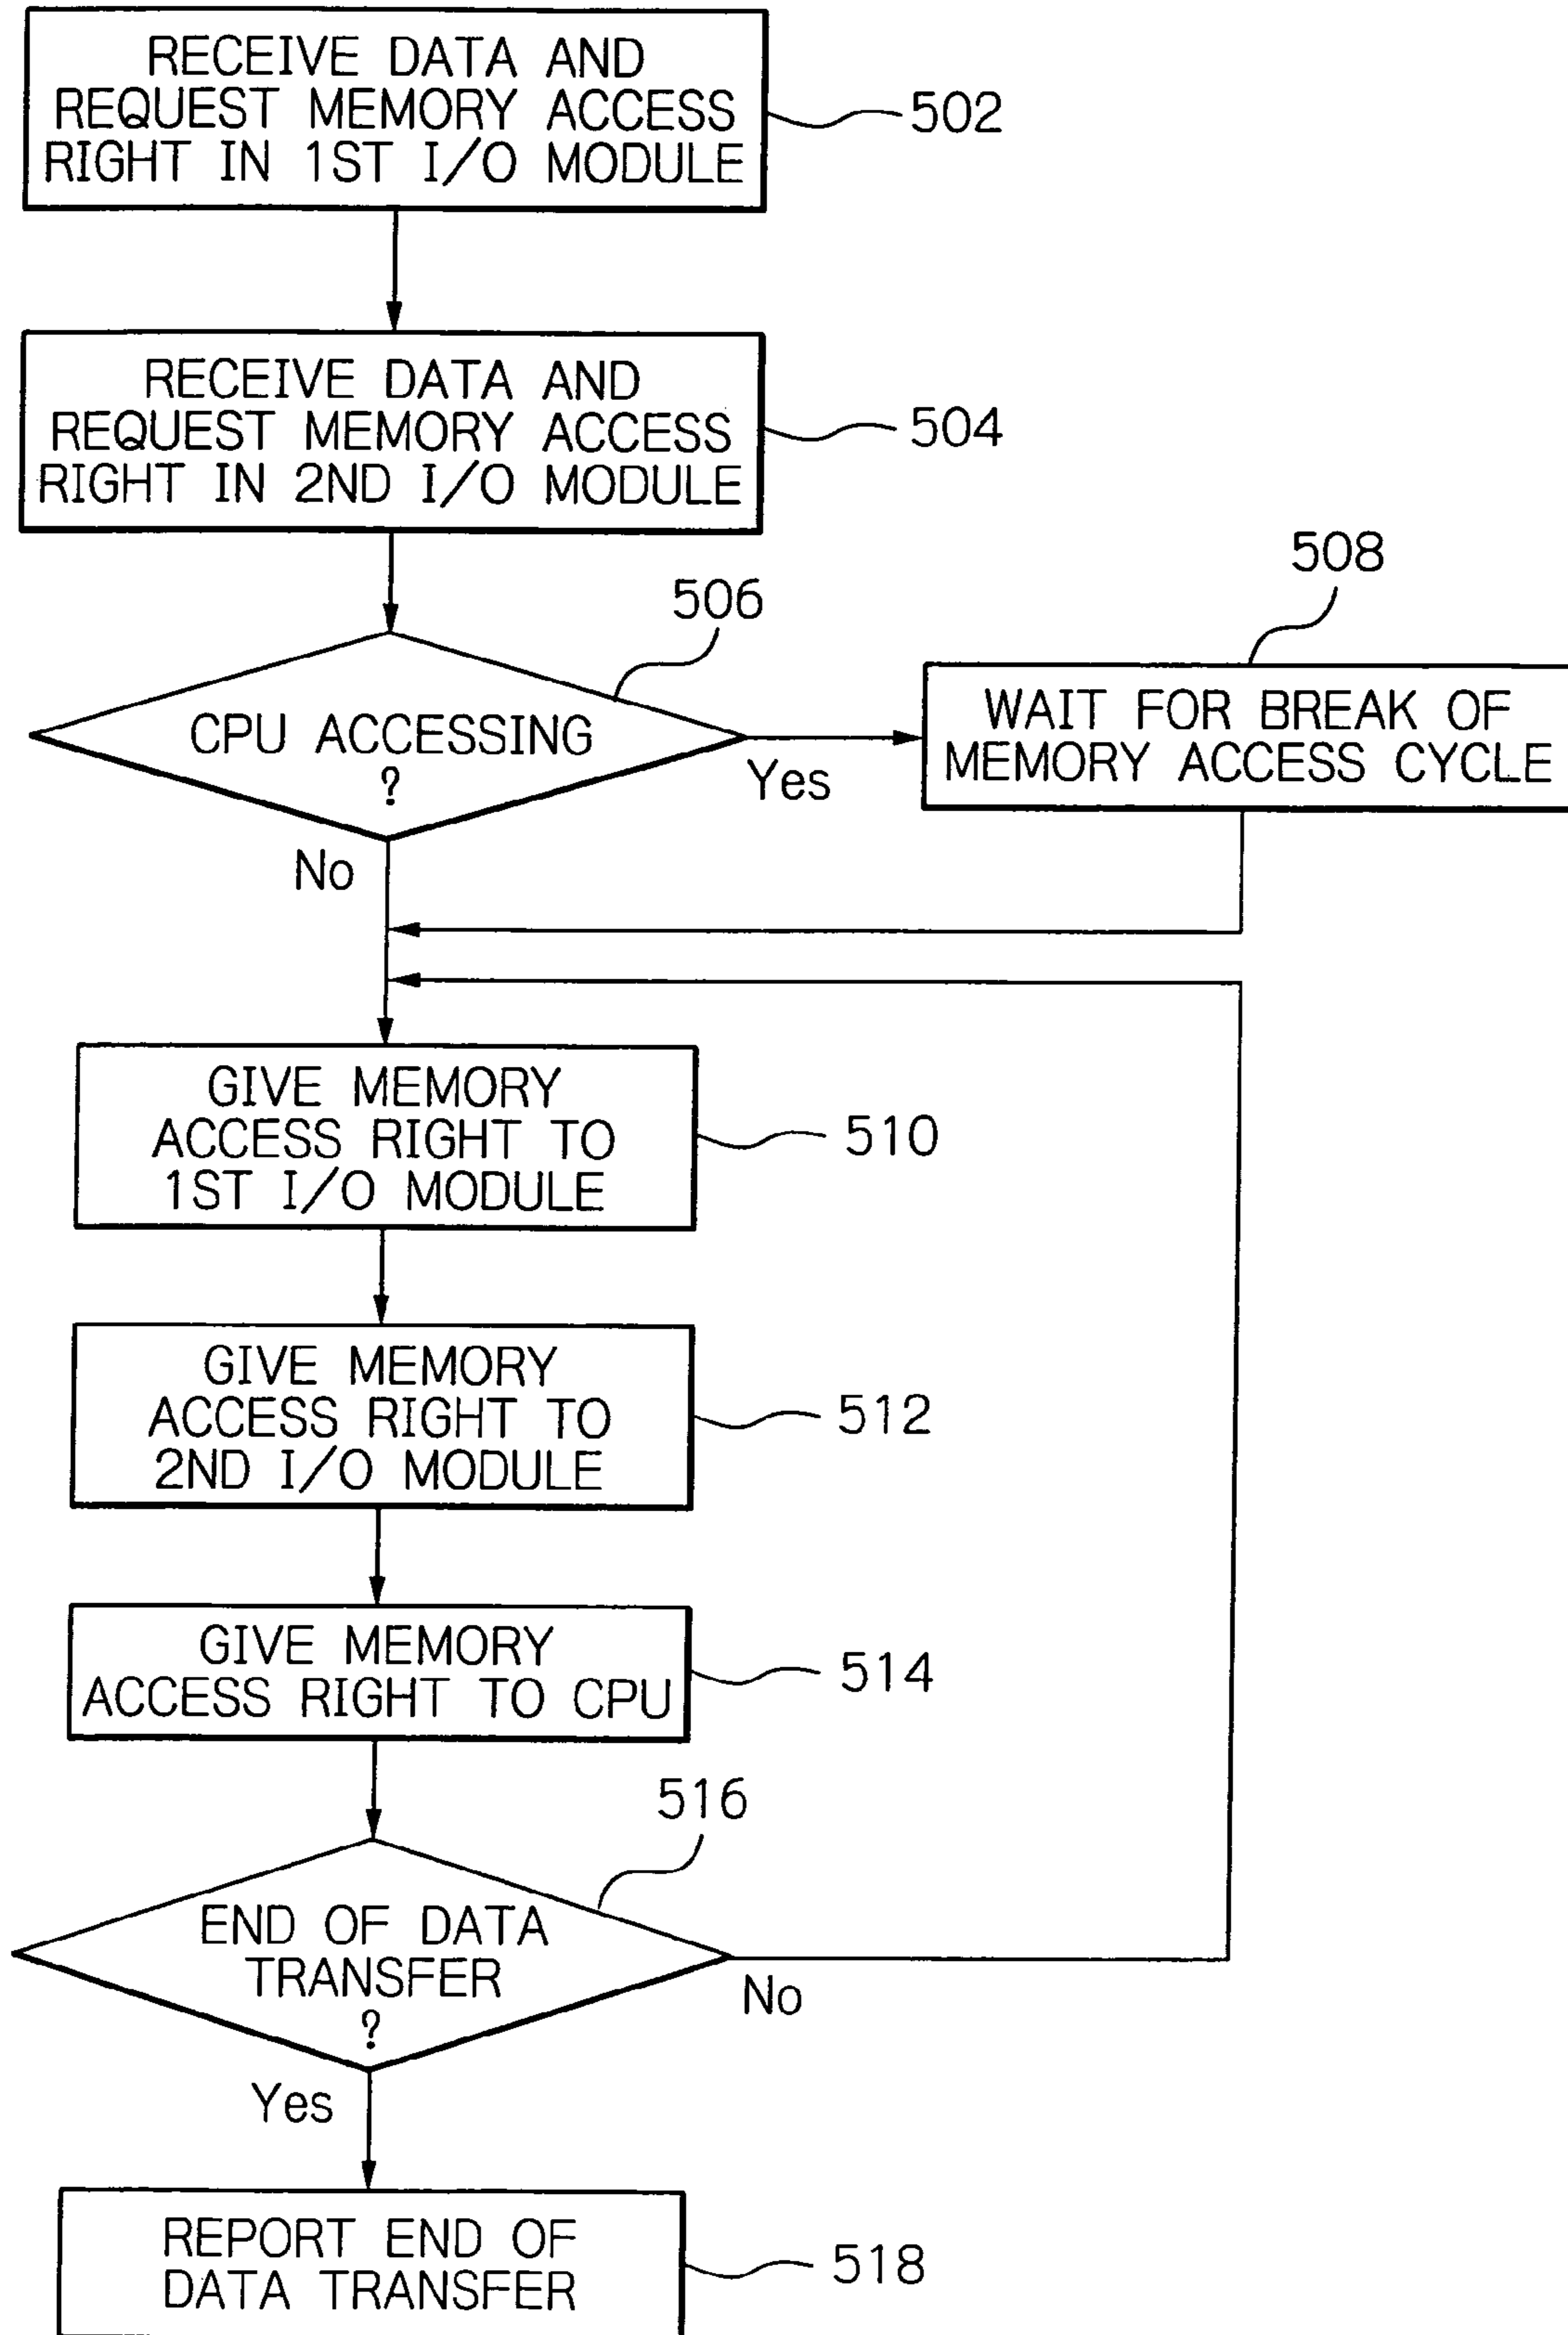 RECEIVE DATA AND
REQUEST MEMORY ACCESS
RIGHT IN 1ST I/O MODULE
502
RECEIVE DATA AND
REQUEST MEMORY ACCESS
RIGHT IN 2ND I/O MODULE
504
506
CPU ACCESSING
?
Yes
No
508
WAIT FOR BREAK OF
MEMORY ACCESS CYCLE
GIVE MEMORY
ACCESS RIGHT TO
1ST I/O MODULE
510
GIVE MEMORY
ACCESS RIGHT TO
2ND I/O MODULE
512
GIVE MEMORY
ACCESS RIGHT TO CPU
514
516
END OF DATA
TRANSFER
?
No
Yes
REPORT END OF
DATA TRANSFER
518